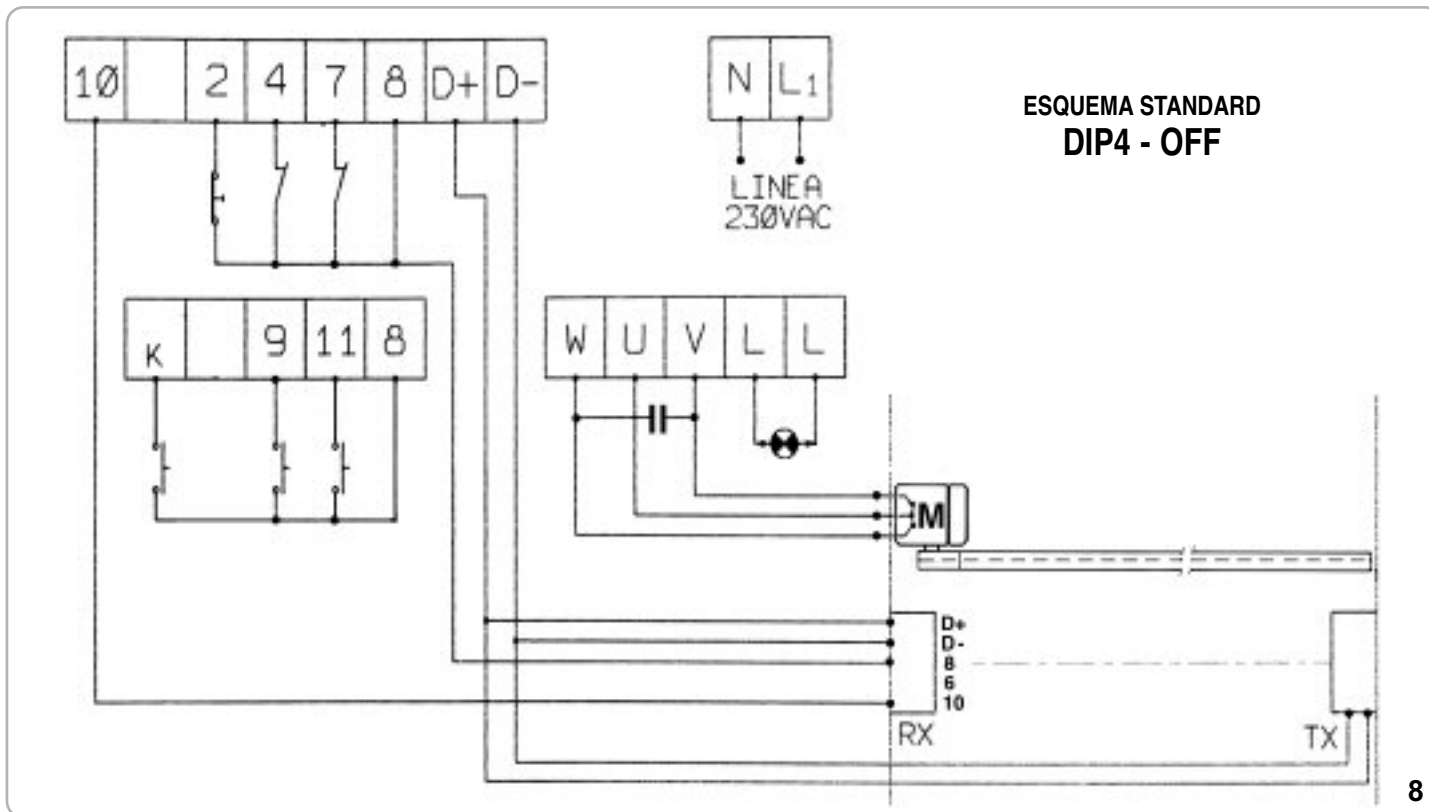 10 2 4 7 8 D+ D-
N L1
LINEA
230VAC
ESQUEMA STANDARD
DIP4 - OFF
K 9 11 8
W U V L L
M
D+
D-
8
6
10
RX
TX
8